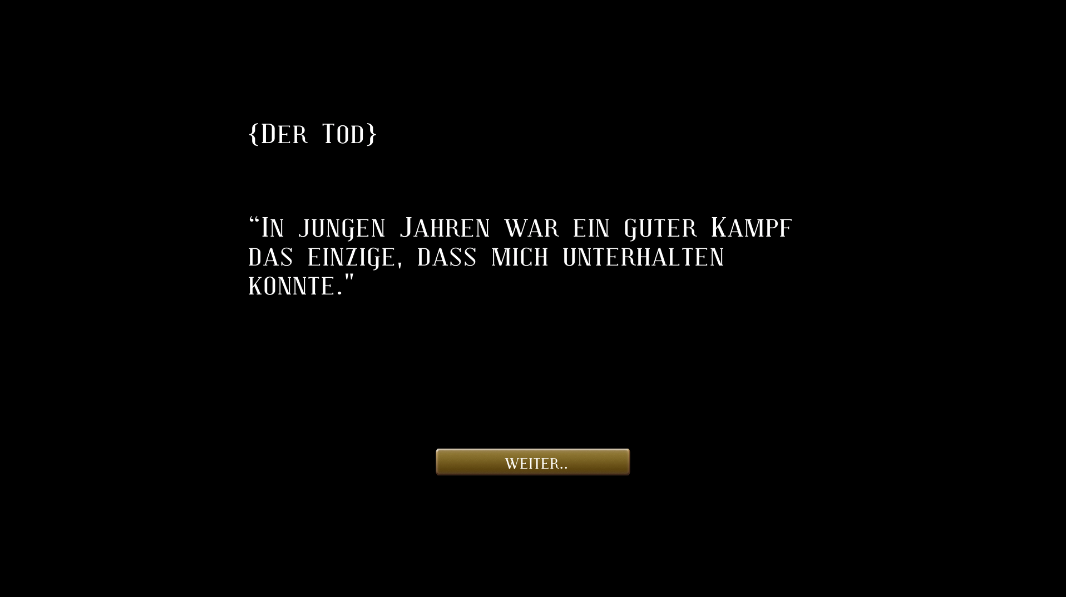 {Der Tod}
“In jungen Jahren war ein guter Kampf
das einzige, dass mich unterhalten
konnte."
weiter..